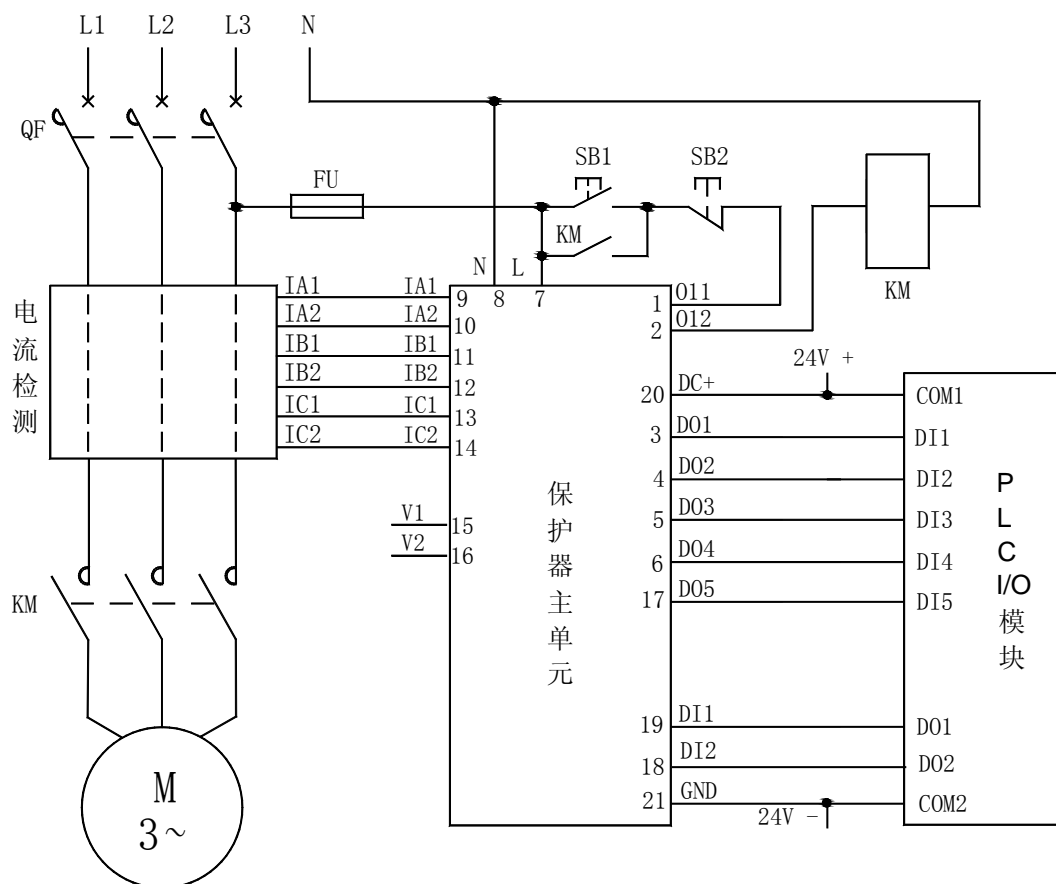 L1 L2 L3 N
QF
FU
SB1 SB2
KM
KM
N L
8 7
电流检测
IA1 IA1 9
IA2 IA2 10
IB1 IB1 11
IB2 IB2 12
IC1 IC1 13
IC2 IC2 14
V1 15
V2 16
保护器主单元
1 O11
2 O12
24V +
20 DC+ COM1
3 DO1 DI1
4 DO2 DI2
5 DO3 DI3
6 DO4 DI4
17 DO5 DI5
19 DI1 DO1
18 DI2 DO2
21 GND COM2
24V -
PLC I/O 模块
KM
M
3~